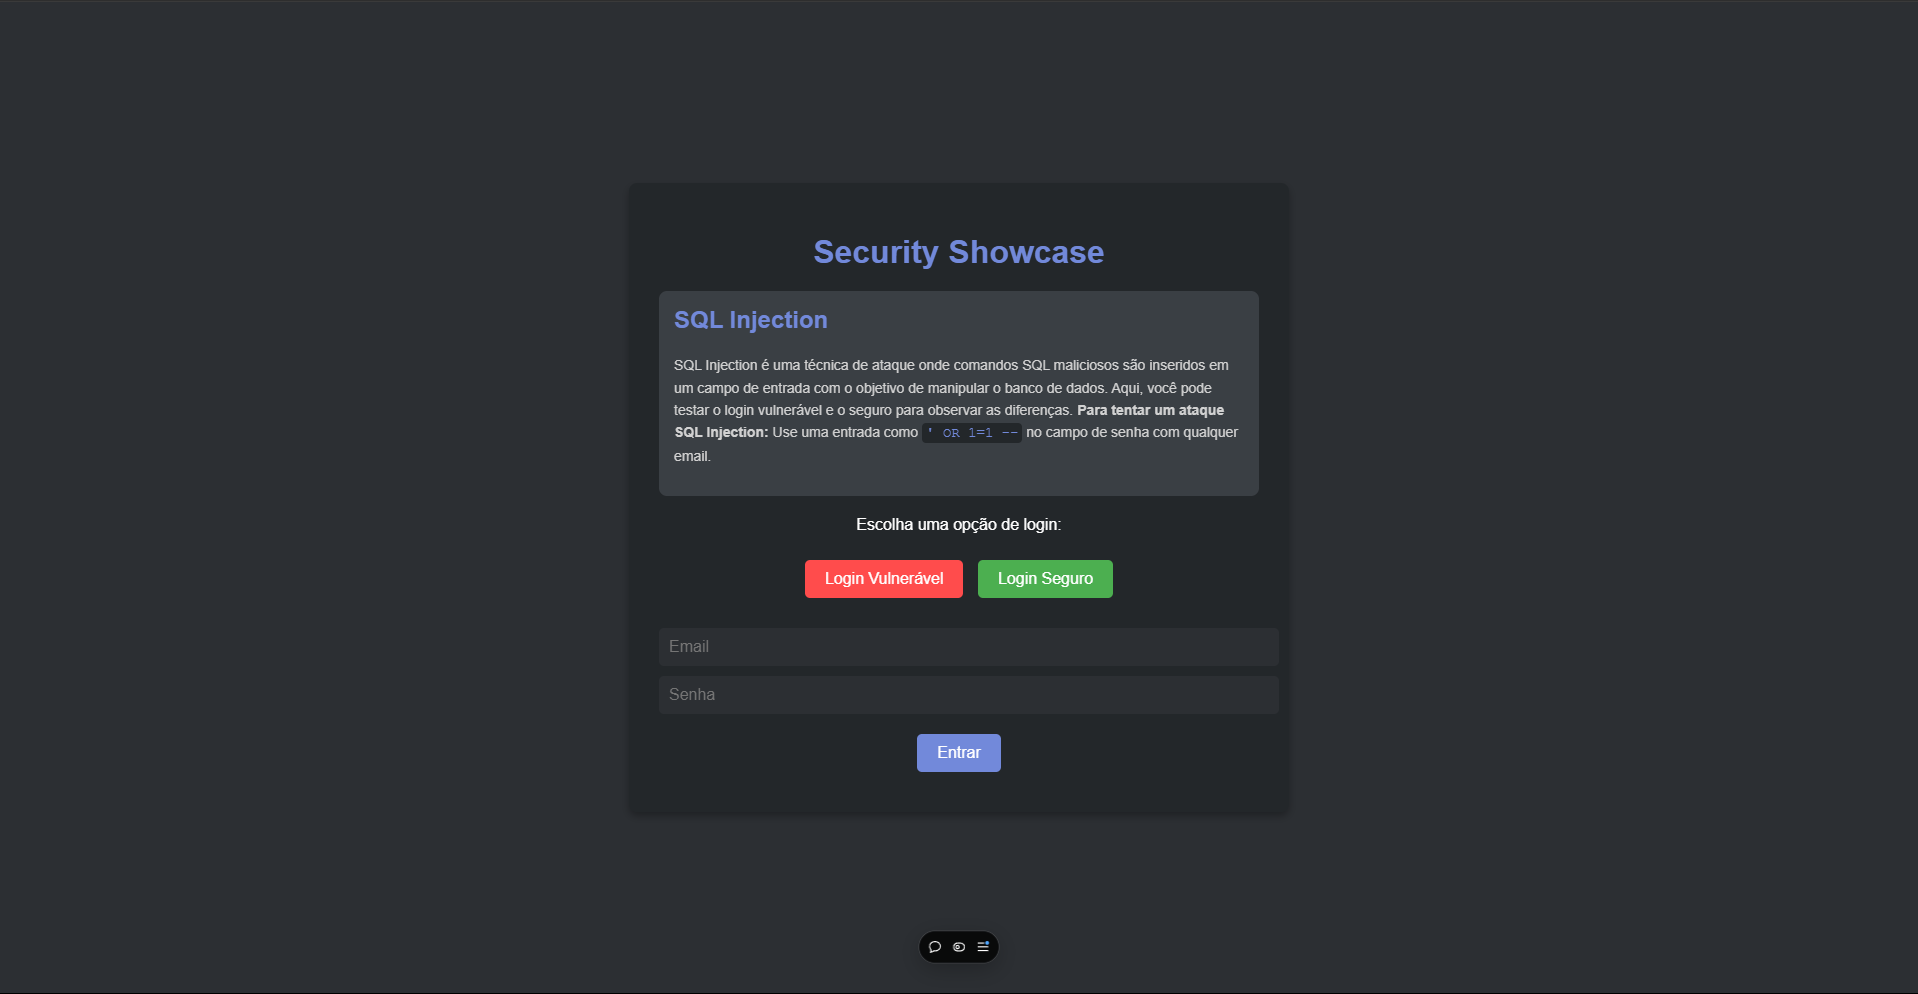 Security Showcase
SQL Injection
SQL Injection é uma técnica de ataque onde comandos SQL maliciosos são inseridos em
um campo de entrada com o objetivo de manipular o banco de dados. Aqui, você pode
testar o login vulnerável e o seguro para observar as diferenças. Para tentar um ataque
SQL Injection: Use uma entrada como ' OR 1=1 -- no campo de senha com qualquer
email.
Escolha uma opção de login:
Login Vulnerável Login Seguro
Email
Senha
Entrar